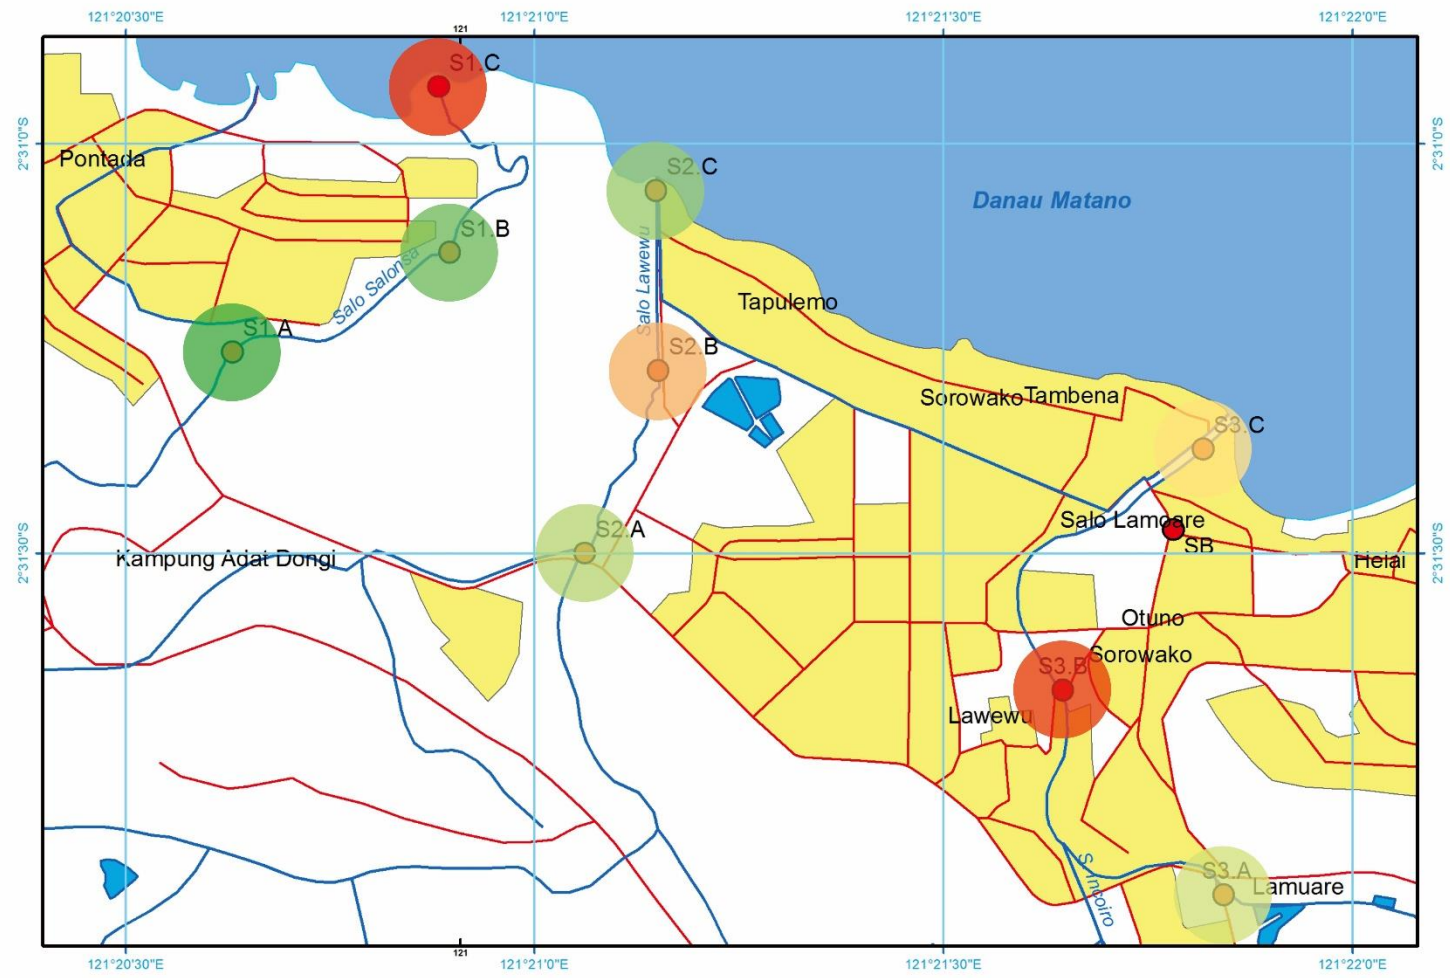 121°20'30"E
121°21'0"E
121°21'30"E
121°22'0"E
121
S1.C
2°31'0"S
2°31'0"S
Pontada
S2.C
Danau Matano
S1.B
Salo Salonsa
Salo Lawewu
Tapulemo
S1.A
S2.B
Sorowako
Tambena
S3.C
Salo Lamoare
S2.A
SB
2°31'30"S
2°31'30"S
Kampung Adat Dongi
Helai
Otuno
Sorowako
S3.B
Lawewu
S. Incoiro
S3.A
Lamuare
121
121°20'30"E
121°21'0"E
121°21'30"E
121°22'0"E